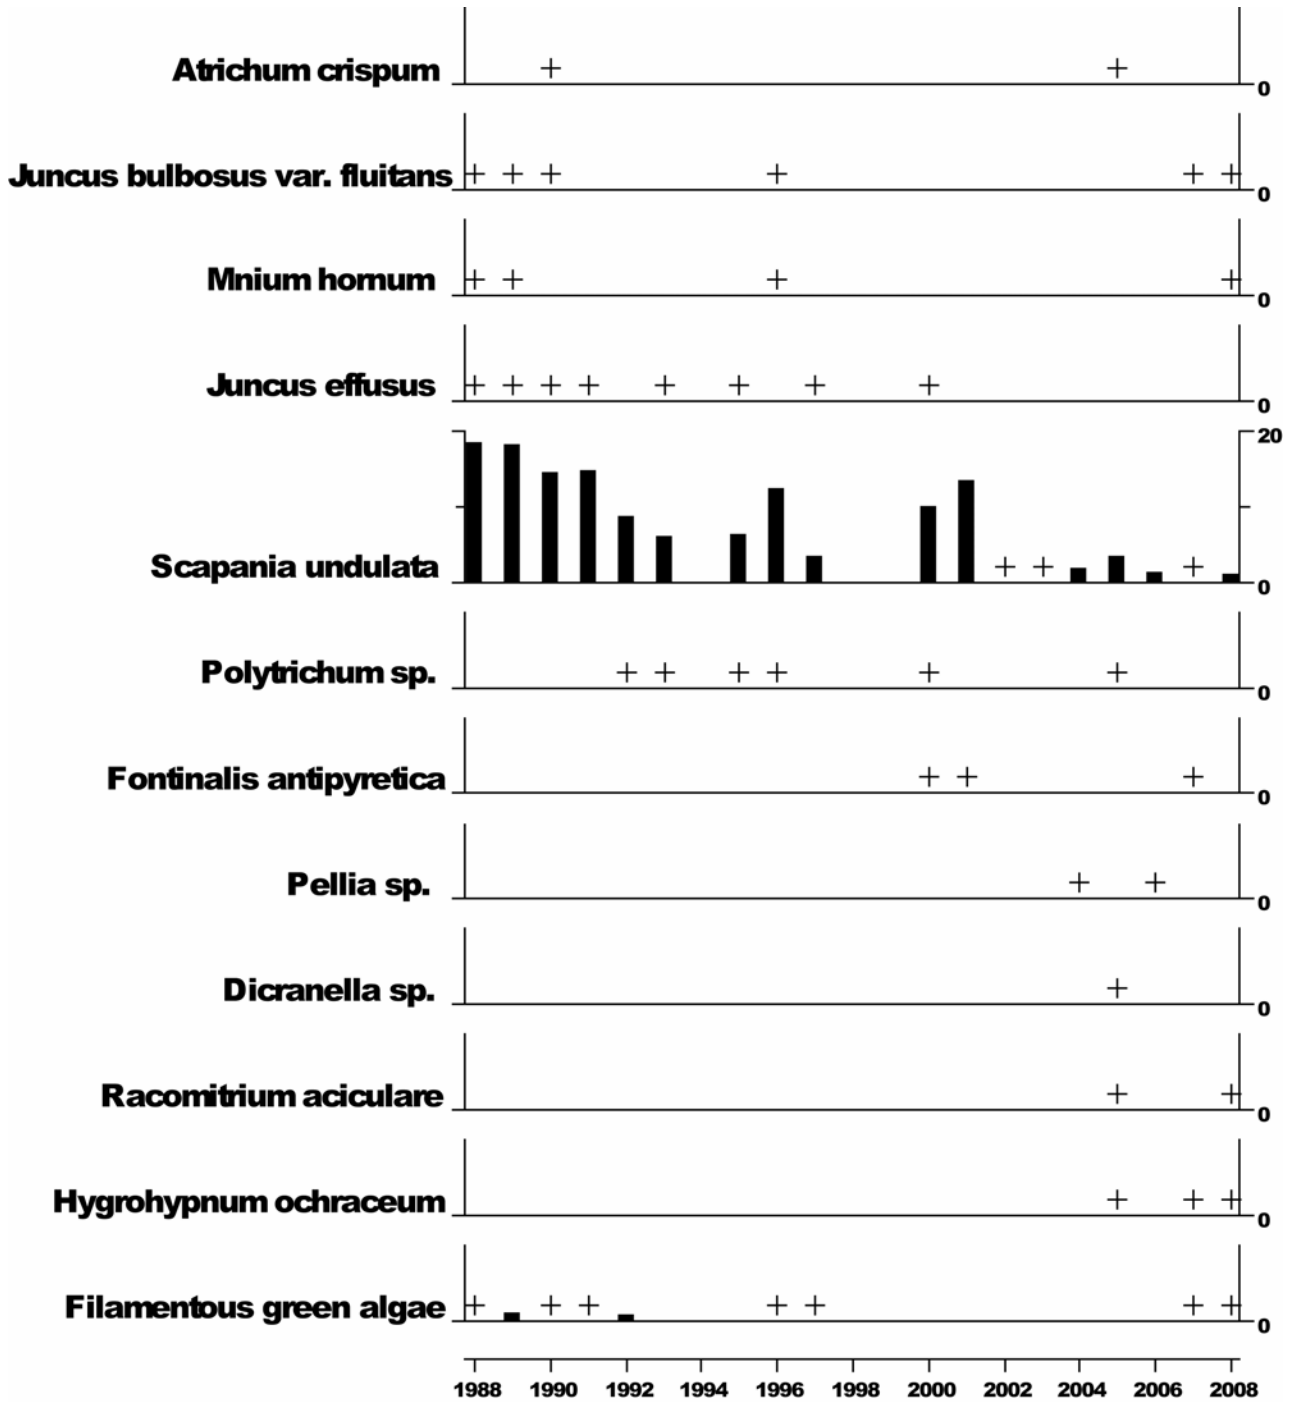 Atrichum crispum
0
Juncus bulbosus var. fluitans
0
Mnium hornum
0
Juncus effusus
0
20
Scapania undulata
0
Polytrichum sp.
0
Fontinalis antipyretica
0
Pellia sp.
0
Dicranella sp.
0
Racomitrium aciculare
0
Hygrohypnum ochraceum
0
Filamentous green algae
0
1988 1990 1992 1994 1996 1998 2000 2002 2004 2006 2008